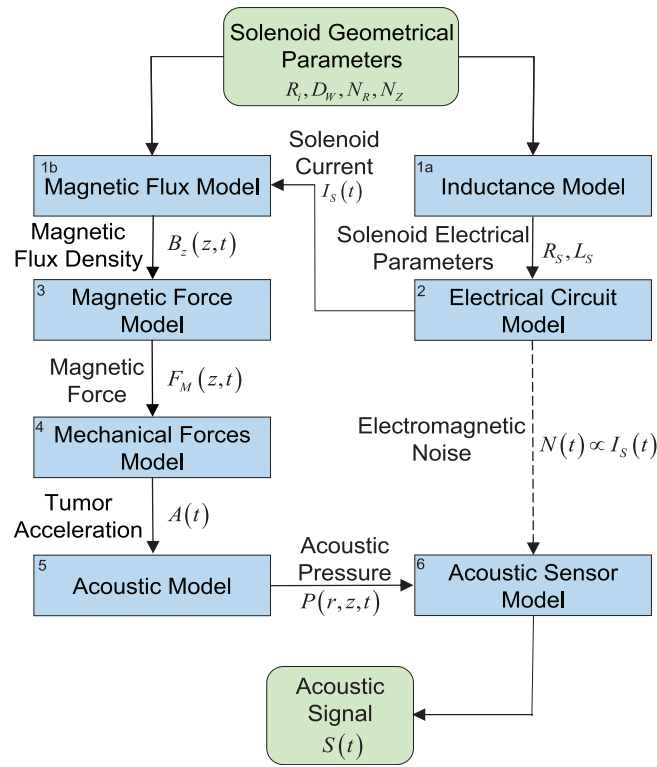 Solenoid Geometrical
Parameters
R_i, D_W, N_R, N_Z
1b
Magnetic Flux Model
Solenoid
Current
I_S(t)
1a
Inductance Model
Magnetic
Flux Density
B_z(z,t)
Solenoid Electrical
Parameters
R_S, L_S
3
Magnetic Force
Model
2
Electrical Circuit
Model
Magnetic
Force
F_M(z,t)
4
Mechanical Forces
Model
Electromagnetic
Noise
N(t) ∝ I_S(t)
Tumor
Acceleration
A(t)
5
Acoustic Model
Acoustic
Pressure
P(r,z,t)
6
Acoustic Sensor
Model
Acoustic
Signal
S(t)